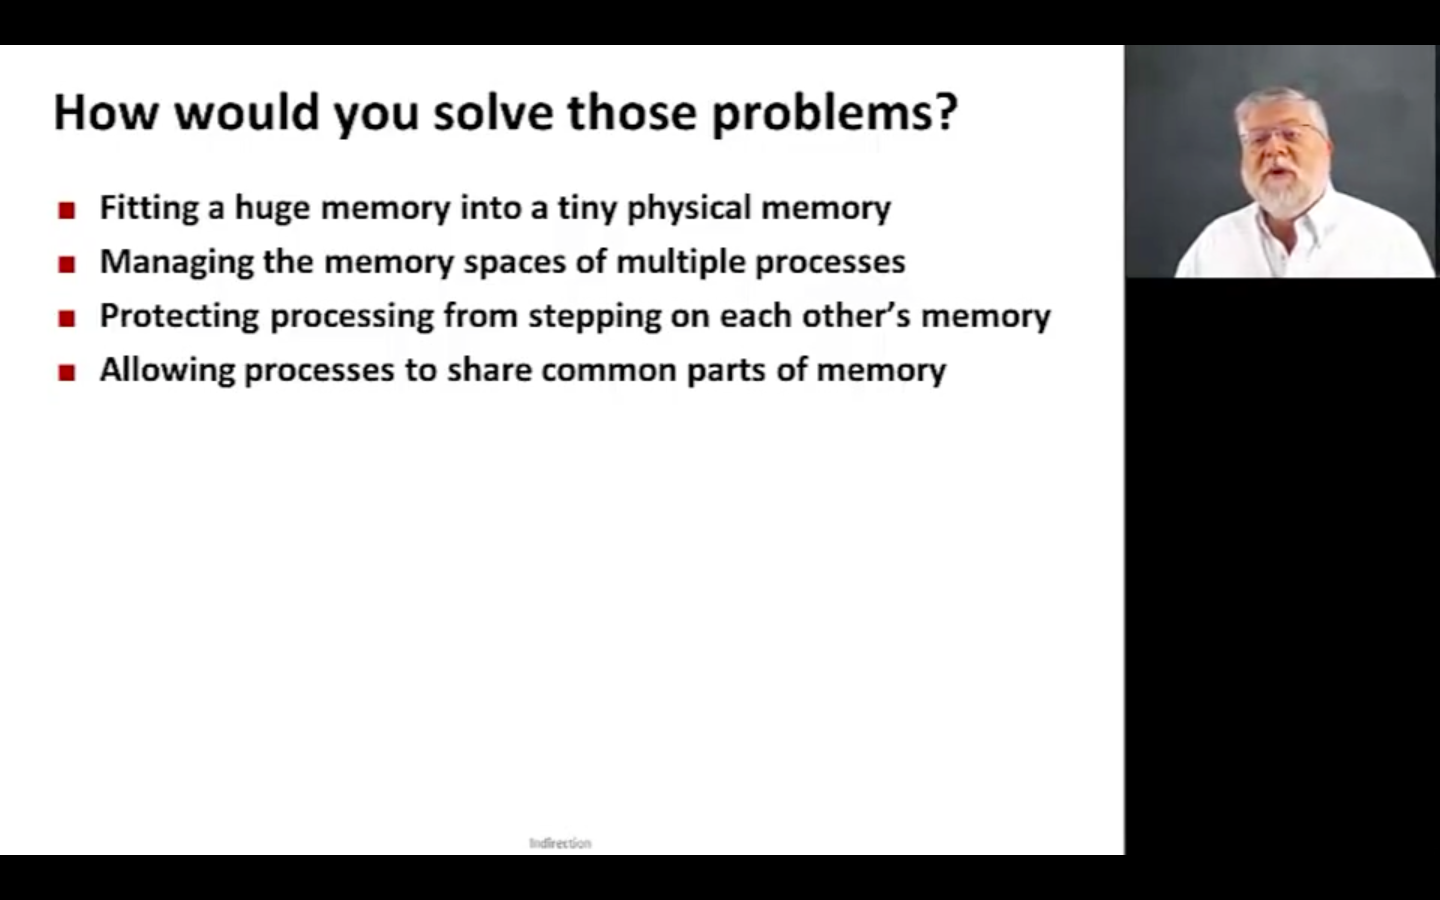 How would you solve those problems?
Fitting a huge memory into a tiny physical memory
Managing the memory spaces of multiple processes
Protecting processing from stepping on each other’s memory
Allowing processes to share common parts of memory
Indirection